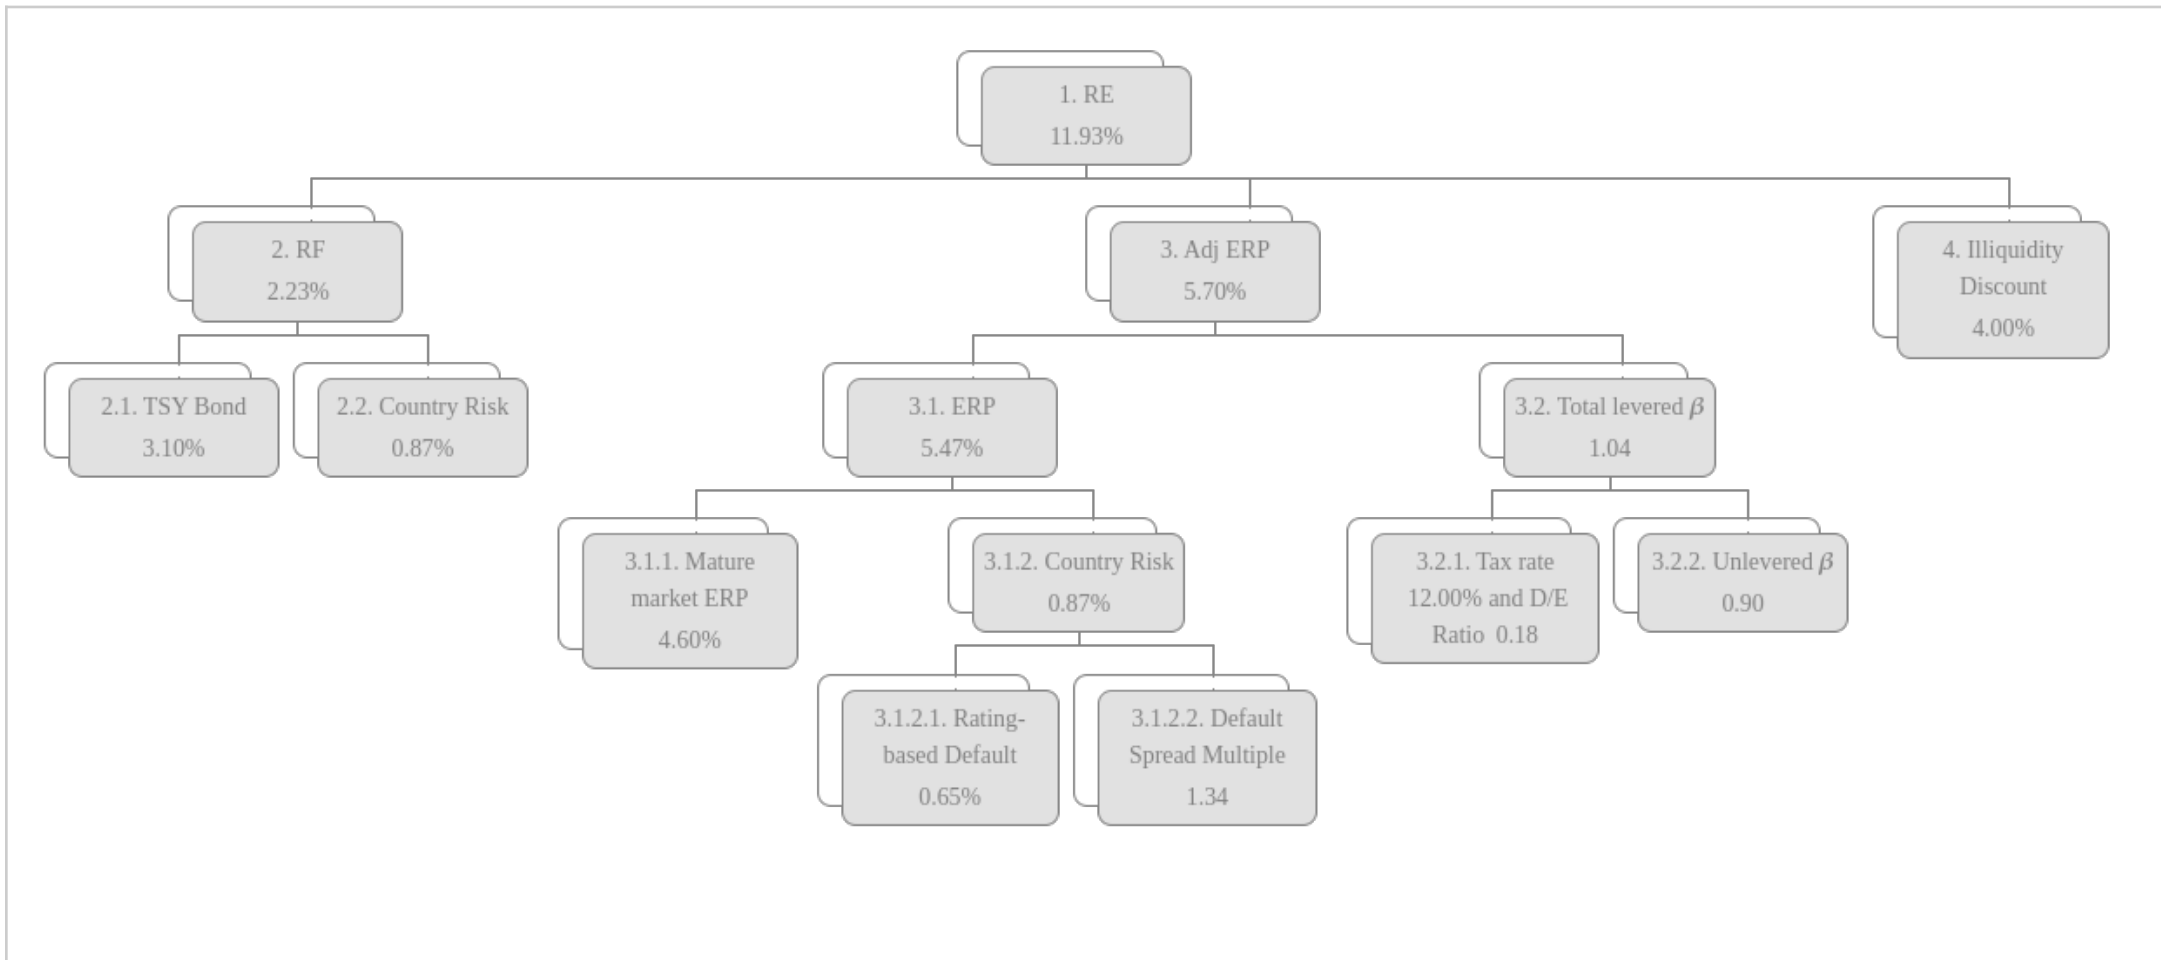 1. RE
11.93%
2. RF
2.23%
3. Adj ERP
5.70%
4. Illiquidity
Discount
4.00%
2.1. TSY Bond
3.10%
2.2. Country Risk
0.87%
3.1. ERP
5.47%
3.2. Total levered β
1.04
3.1.1. Mature
market ERP
4.60%
3.1.2. Country Risk
0.87%
3.2.1. Tax rate
12.00% and D/E
Ratio 0.18
3.2.2. Unlevered β
0.90
3.1.2.1. Rating-
based Default
0.65%
3.1.2.2. Default
Spread Multiple
1.34